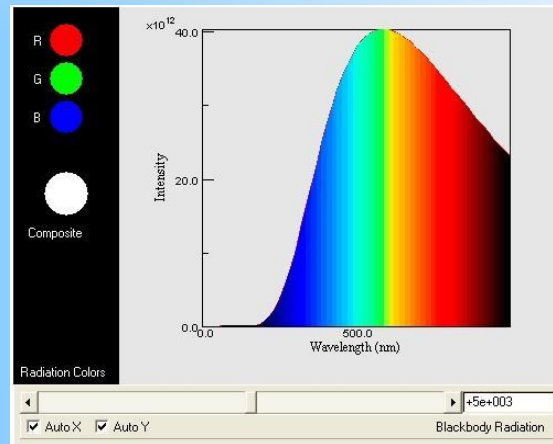 R
G
B
Composite
Radiation Colors
×10¹²
40.0
Intensity
20.0
0.0
0.0
500.0
Wavelength (nm)
+5e+003
Auto X
Auto Y
Blackbody Radiation